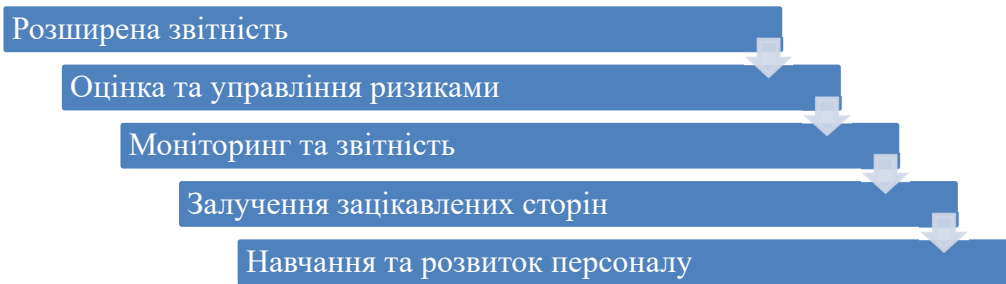 Розширена звітність
Оцінка та управління ризиками
Моніторинг та звітність
Залучення зацікавлених сторін
Навчання та розвиток персоналу